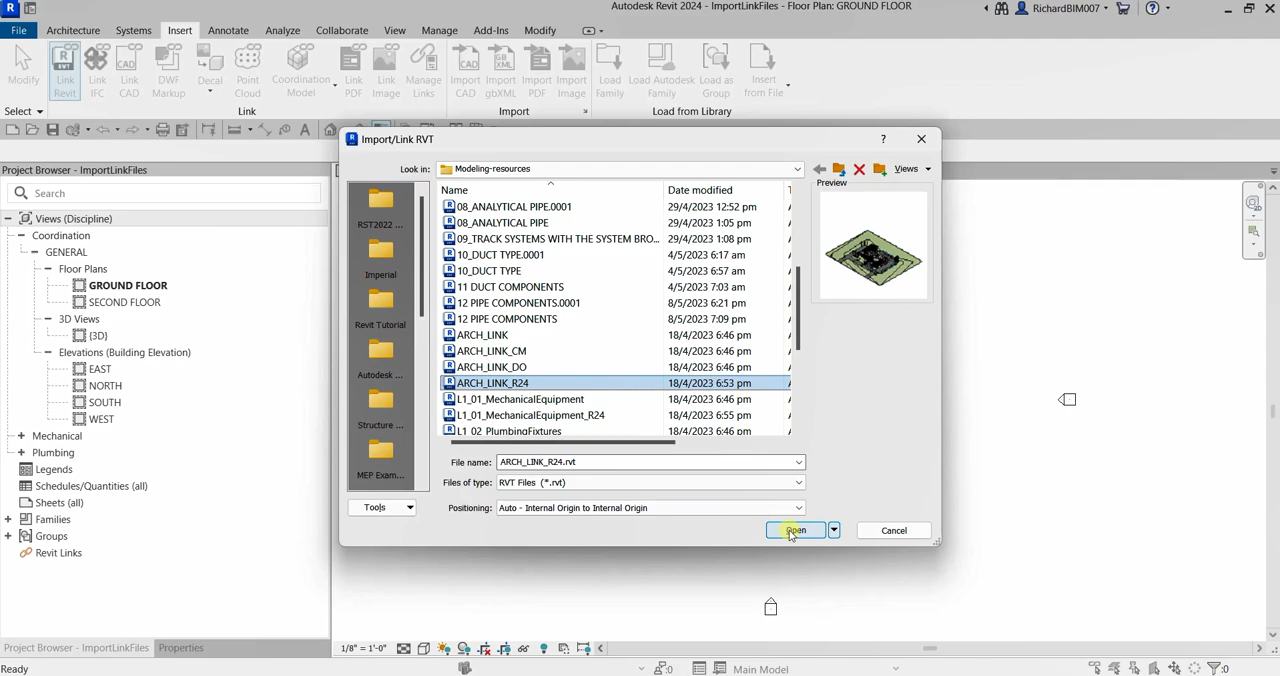 Autodesk Revit 2024 - ImportLinkFiles - Floor Plan: GROUND FLOOR
RichardBIM007
File Architecture Systems Insert Annotate Analyze Collaborate View Manage Add-Ins Modify
Modify
Link Revit
Link IFC
Link CAD
DWF Markup
Decal
Point Cloud
Coordination Model
Link PDF
Link Image
Manage Links
Import CAD
Import gbXML
Import PDF
Import Image
Load Family
Load Autodesk Family
Load as Group
Insert from File
Select Link Import Load from Library
Project Browser - ImportLinkFiles
Search
Views (Discipline)
Coordination
GENERAL
Floor Plans
GROUND FLOOR
SECOND FLOOR
3D Views
{3D}
Elevations (Building Elevation)
EAST
NORTH
SOUTH
WEST
Mechanical
Plumbing
Legends
Schedules/Quantities (all)
Sheets (all)
Families
Groups
Revit Links
Project Browser - ImportLinkFiles Properties
Import/Link RVT
Look in: Modeling-resources
Views
RST2022 ...
Imperial
Revit Tutorial
Autodesk ...
Structure ...
MEP Exam...
Name Date modified
08_ANALYTICAL PIPE.0001 29/4/2023 12:52 pm
08_ANALYTICAL PIPE 29/4/2023 1:05 pm
09_TRACK SYSTEMS WITH THE SYSTEM BRO... 29/4/2023 1:08 pm
10_DUCT TYPE.0001 4/5/2023 6:17 am
10_DUCT TYPE 4/5/2023 6:57 am
11 DUCT COMPONENTS 4/5/2023 7:03 am
12 PIPE COMPONENTS.0001 8/5/2023 6:21 pm
12 PIPE COMPONENTS 8/5/2023 7:09 pm
ARCH_LINK 18/4/2023 6:46 pm
ARCH_LINK_CM 18/4/2023 6:46 pm
ARCH_LINK_DO 18/4/2023 6:46 pm
ARCH_LINK_R24 18/4/2023 6:53 pm
L1_01_MechanicalEquipment 18/4/2023 6:46 pm
L1_01_MechanicalEquipment_R24 18/4/2023 6:55 pm
L1_02_PlumbingFixtures 18/4/2023 6:46 pm
Preview
File name: ARCH_LINK_R24.rvt
Files of type: RVT Files (*.rvt)
Tools
Positioning: Auto - Internal Origin to Internal Origin
Open Cancel
1/8" = 1'-0"
Ready
:0
Main Model
:0